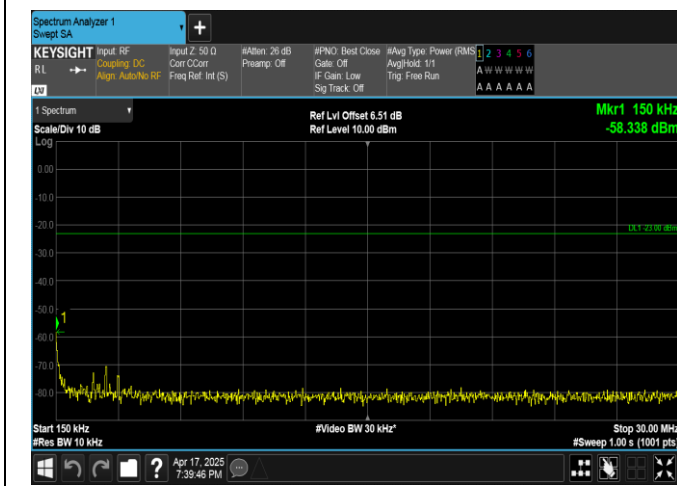 Spectrum Analyzer 1
Swept SA
+
KEYSIGHT Input: RF Input Z: 50 Ω #Atten: 26 dB #PNO: Best Close #Avg Type: Power (RMS 1 2 3 4 5 6
RL Coupling: DC Corr CCorr Preamp: Off Gate: Off Avg|Hold: 1/1 A W W W W W
Align: Auto/No RF Freq Ref: Int (S) IF Gain: Low Trig: Free Run
LXI Sig Track: Off A A A A A A
1 Spectrum Ref Lvl Offset 6.51 dB Mkr1 150 kHz
Scale/Div 10 dB Ref Level 10.00 dBm -58.338 dBm
Log
0.00
-10.0
-20.0
DL1 -23.00 dBm
-30.0
-40.0
-50.0
1
-60.0
-70.0
-80.0
Start 150 kHz #Video BW 30 kHz* Stop 30.00 MHz
#Res BW 10 kHz #Sweep 1.00 s (1001 pts)
? Apr 17, 2025
7:39:46 PM